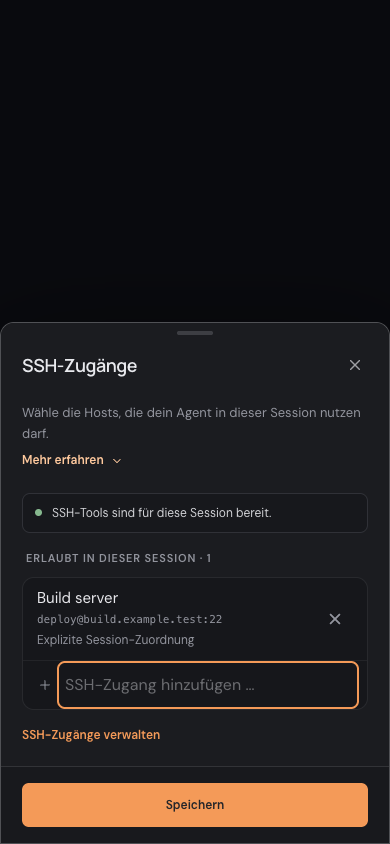 SSH-Zugänge
Wähle die Hosts, die dein Agent in dieser Session nutzen
darf.
Mehr erfahren
SSH-Tools sind für diese Session bereit.
ERLAUBT IN DIESER SESSION · 1
Build server
deploy@build.example.test:22
Explizite Session-Zuordnung
SSH-Zugang hinzufügen …
SSH-Zugänge verwalten
Speichern